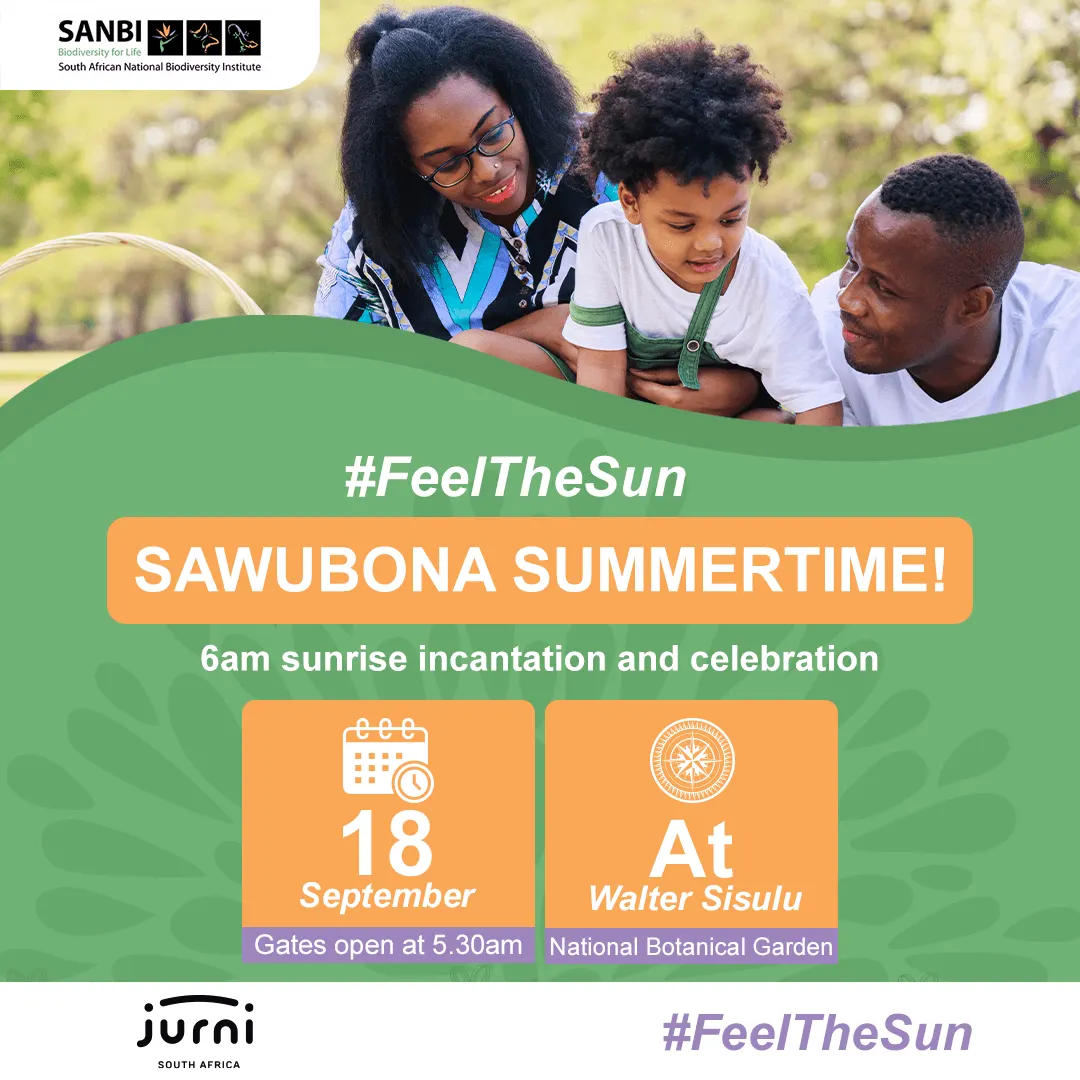 SANBI
Biodiversity for Life
South African National Biodiversity Institute
#FeelTheSun
SAWUBONA SUMMERTIME!
6am sunrise incantation and celebration
18
September
Gates open at 5.30am
At
Walter Sisulu
National Botanical Garden
jurni
SOUTH AFRICA
#FeelTheSun